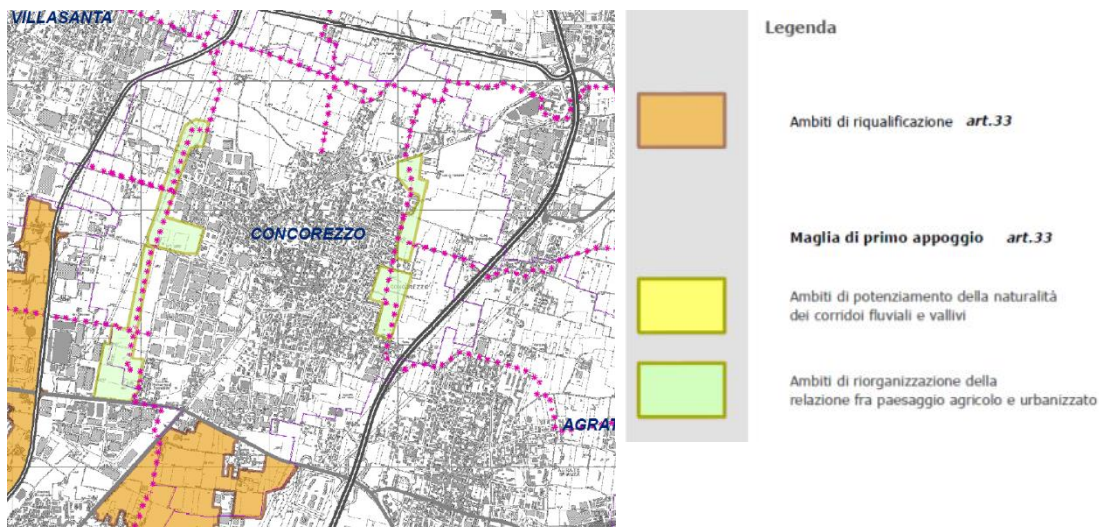 VILLASANTA
CONCOREZZO
AGRAT
Legenda
Ambiti di riqualificazione art.33
Maglia di primo appoggio art.33
Ambiti di potenziamento della naturalità
dei corridoi fluviali e vallivi
Ambiti di riorganizzazione della
relazione fra paesaggio agricolo e urbanizzato